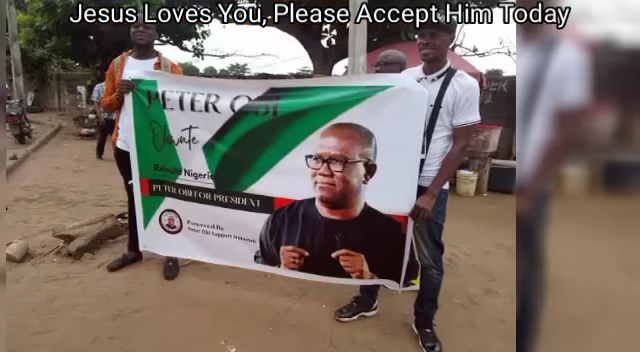 Jesus Loves You, Please Accept Him Today
PETER OBI
Okwute
Rebuild Nigeria
PETER OBI FOR PRESIDENT
Powered By
Peter Obi Support Network